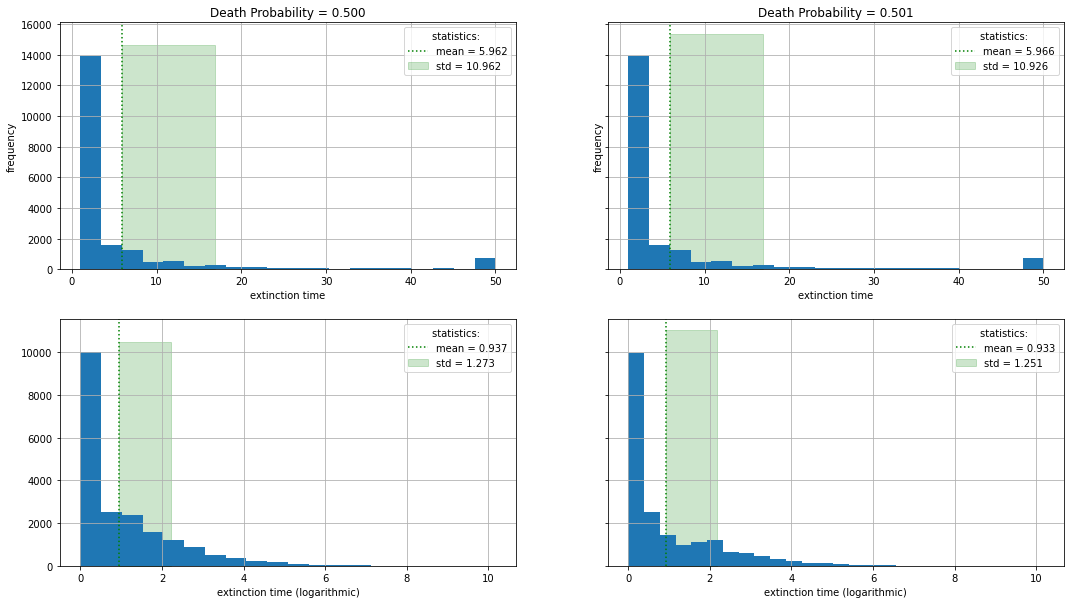 Death Probability = 0.500
16000
14000
12000
10000
8000
6000
4000
2000
0
frequency
statistics:
mean = 5.962
std = 10.962
0 10 20 30 40 50
extinction time
Death Probability = 0.501
frequency
statistics:
mean = 5.966
std = 10.926
0 10 20 30 40 50
extinction time
10000
8000
6000
4000
2000
0
statistics:
mean = 0.937
std = 1.273
0 2 4 6 8 10
extinction time (logarithmic)
statistics:
mean = 0.933
std = 1.251
0 2 4 6 8 10
extinction time (logarithmic)